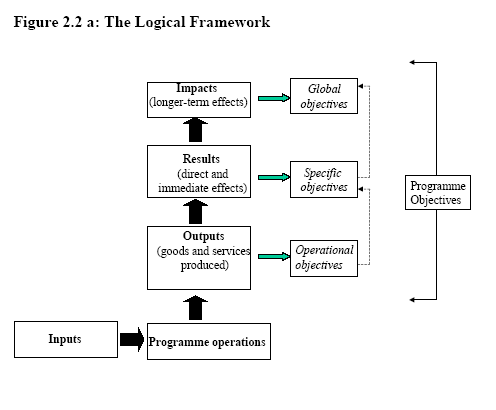 Figure 2.2 a: The Logical Framework
Impacts
(longer-term effects)
Global
objectives
Results
(direct and
immediate effects)
Specific
objectives
Programme
Objectives
Outputs
(goods and services
produced)
Operational
objectives
Inputs
Programme operations